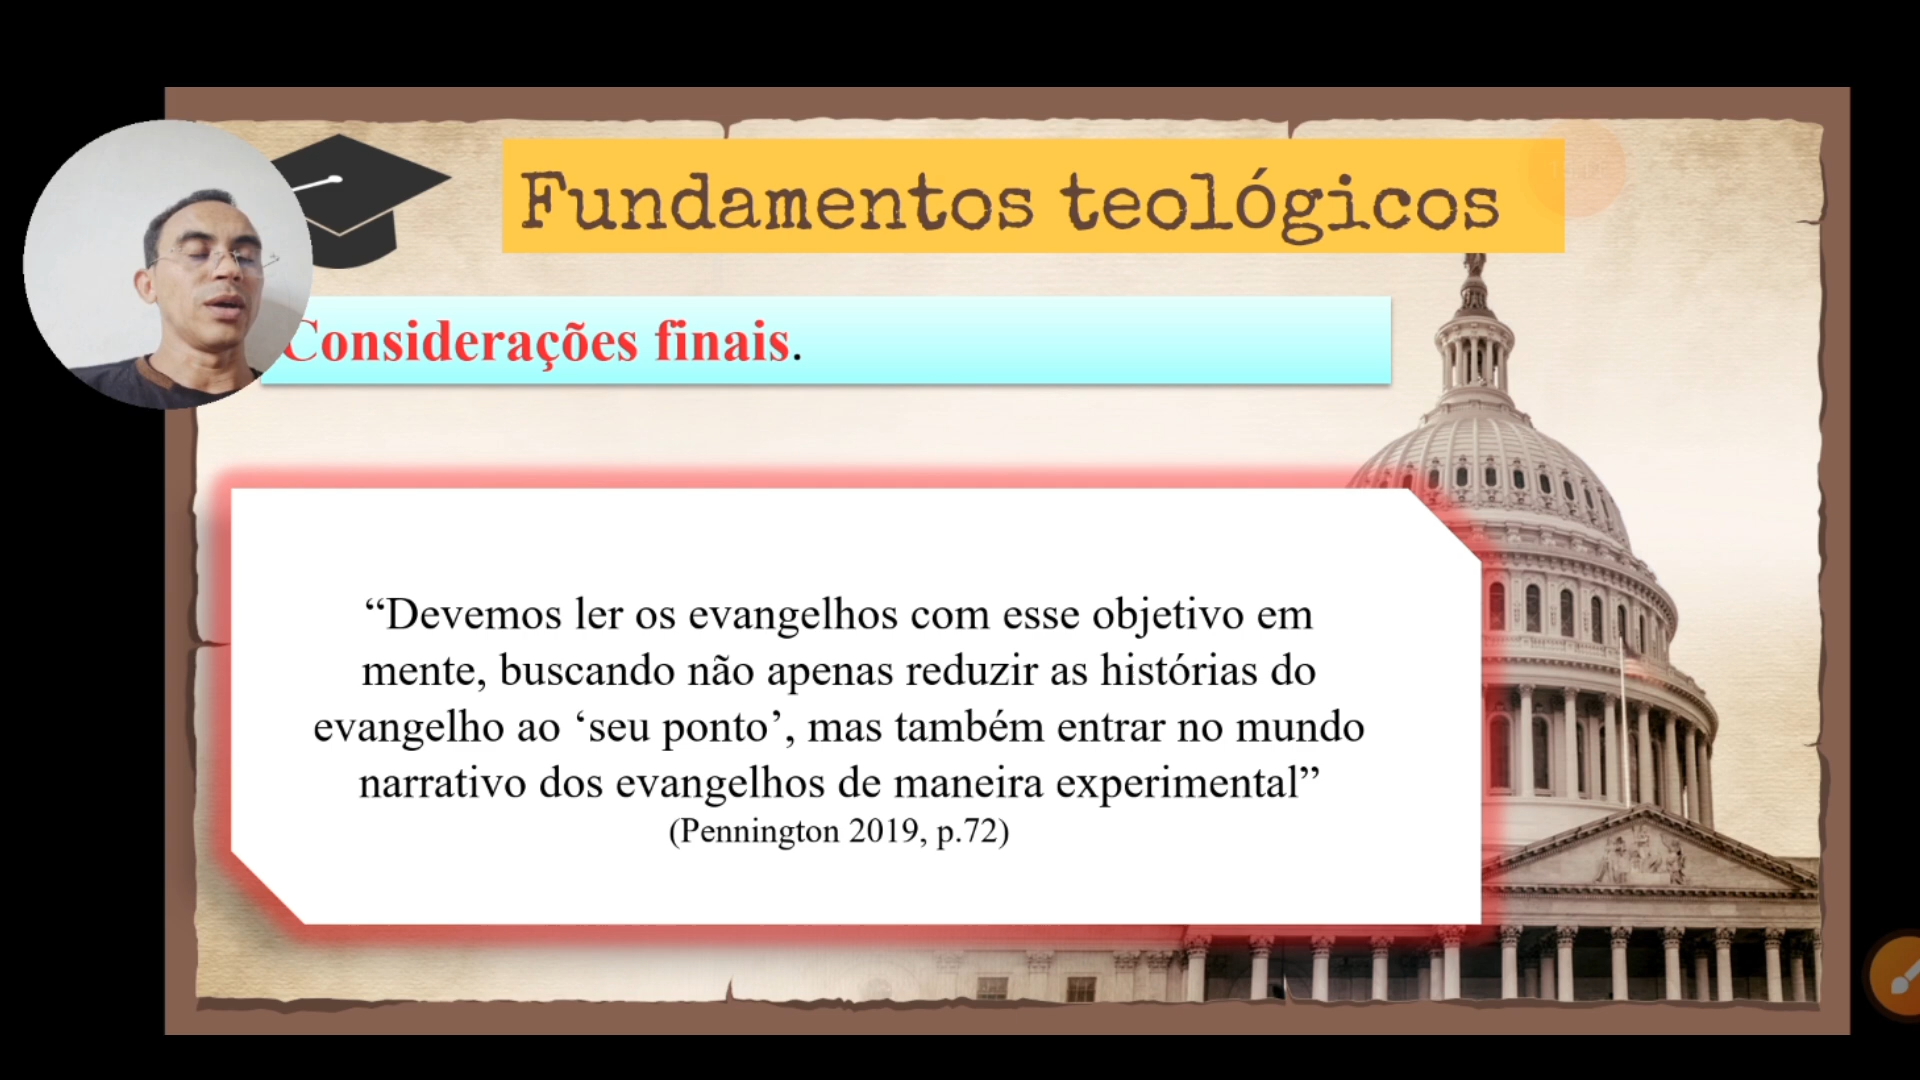 Fundamentos teológicos
Considerações finais.
“Devemos ler os evangelhos com esse objetivo em
mente, buscando não apenas reduzir as histórias do
evangelho ao ‘seu ponto’, mas também entrar no mundo
narrativo dos evangelhos de maneira experimental”
(Pennington 2019, p.72)